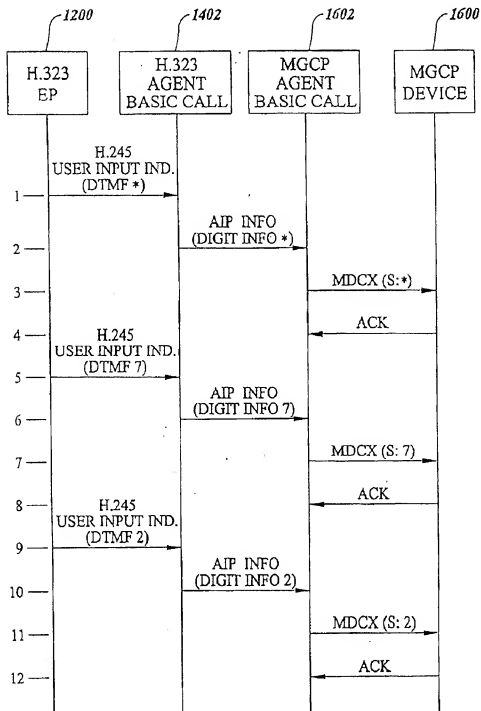 1200
1402
1602
1600
H.323
EP
H.323
AGENT
BASIC CALL
MGCP
AGENT
BASIC CALL
MGCP
DEVICE
H.245
USER INPUT IND.
(DTMF *)
1
AIP INFO
(DIGIT INFO *)
2
MDCX (S:*)
3
ACK
4
H.245
USER INPUT IND.
(DTMF 7)
5
AIP INFO
(DIGIT INFO 7)
6
MDCX (S: 7)
7
ACK
8
H.245
USER INPUT IND.
(DTMF 2)
9
AIP INFO
(DIGIT INFO 2)
10
MDCX (S: 2)
11
ACK
12